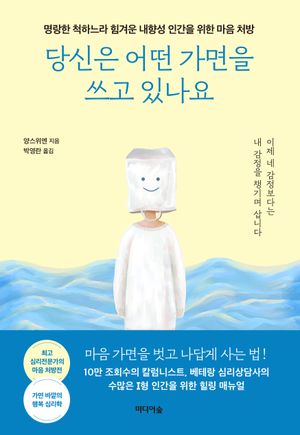 명랑한 척하느라 힘겨운 내향성 인간을 위한 마음 처방
당신은 어떤 가면을
쓰고 있나요
양스위엔 지음
박영란 옮김
이제 네 감정보다는
내 감정을 챙기며 삽니다
최고
심리전문가의
마음 처방전
가면 바깥의
행복 심리학
마음 가면을 벗고 나답게 사는 법!
10만 조회수의 칼럼니스트, 베테랑 심리상담사의
수많은 I형 인간을 위한 힐링 매뉴얼
미디어숲